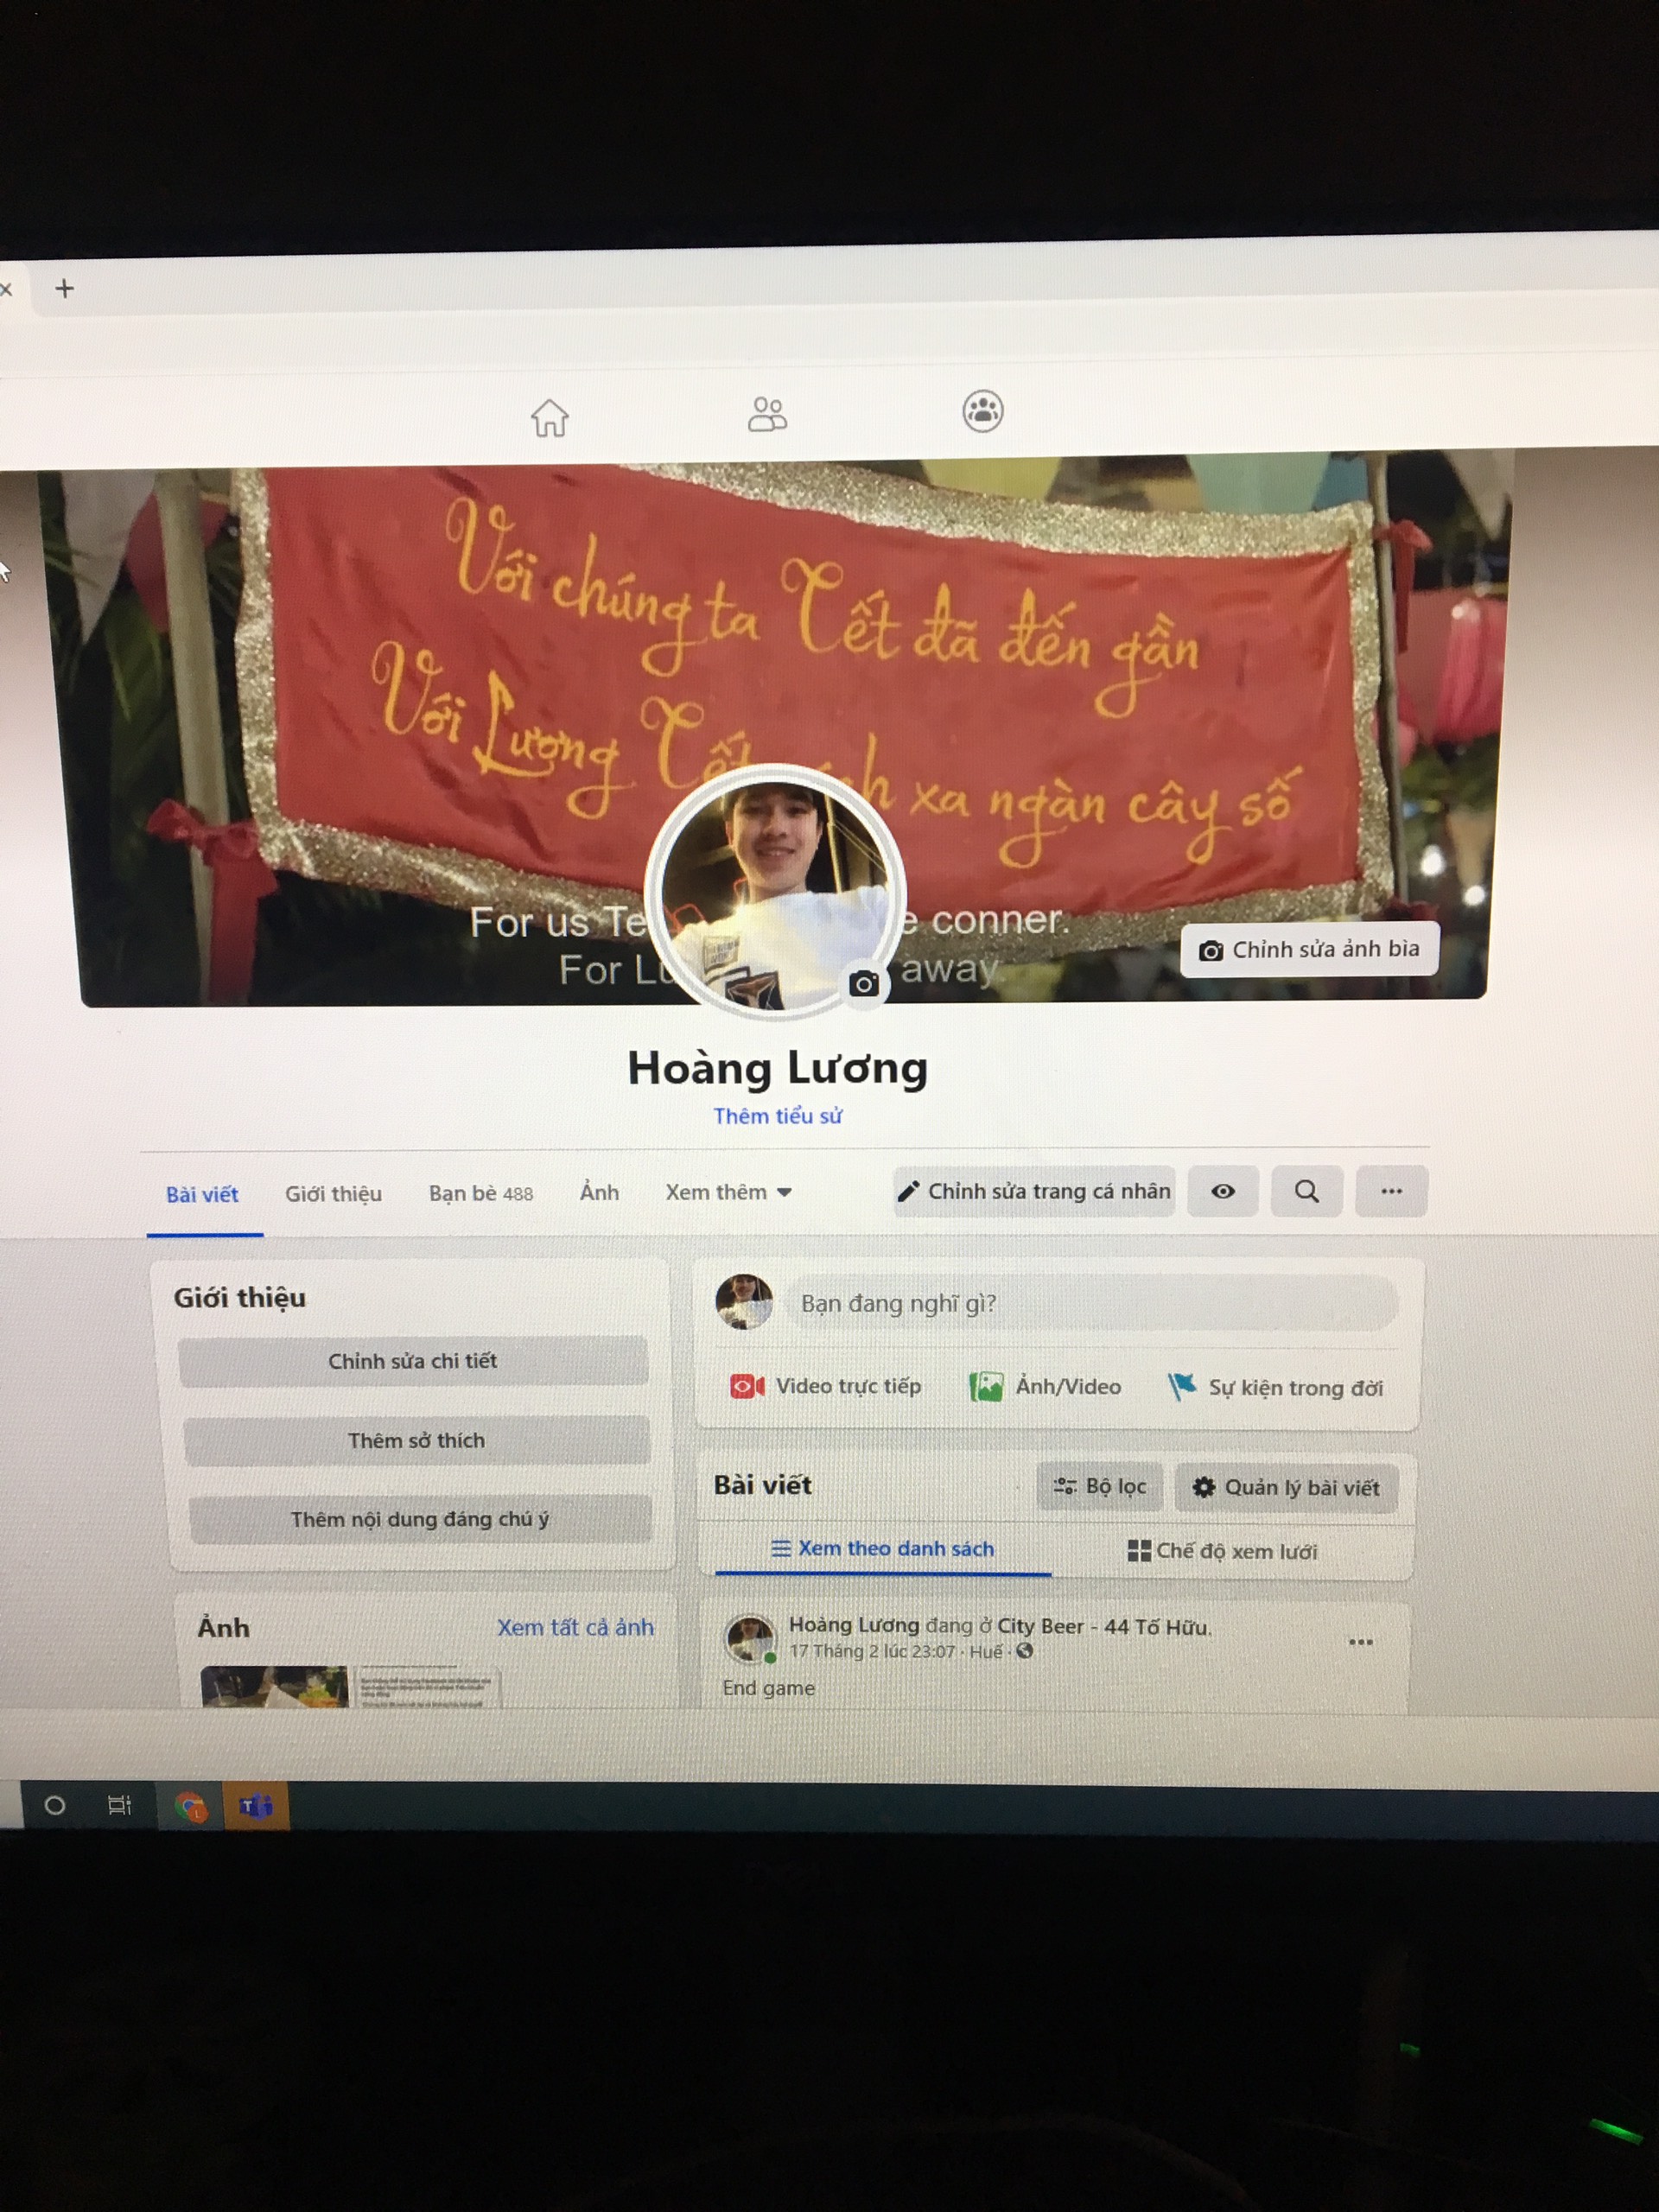 Với chúng ta Tết đã đến gần
Với Lương Tết xa ngàn cây số
For us conner.
For away.
Chỉnh sửa ảnh bìa
Hoàng Lương
Thêm tiểu sử
Bài viết Giới thiệu Bạn bè 488 Ảnh Xem thêm Chỉnh sửa trang cá nhân
Giới thiệu
Chỉnh sửa chi tiết
Thêm sở thích
Thêm nội dung đáng chú ý
Ảnh Xem tất cả ảnh
Bạn đang nghĩ gì?
Video trực tiếp Ảnh/Video Sự kiện trong đời
Bài viết Bộ lọc Quản lý bài viết
Xem theo danh sách Chế độ xem lưới
Hoàng Lương đang ở City Beer - 44 Tố Hữu.
17 Tháng 2 lúc 23:07 · Huế ·
End game